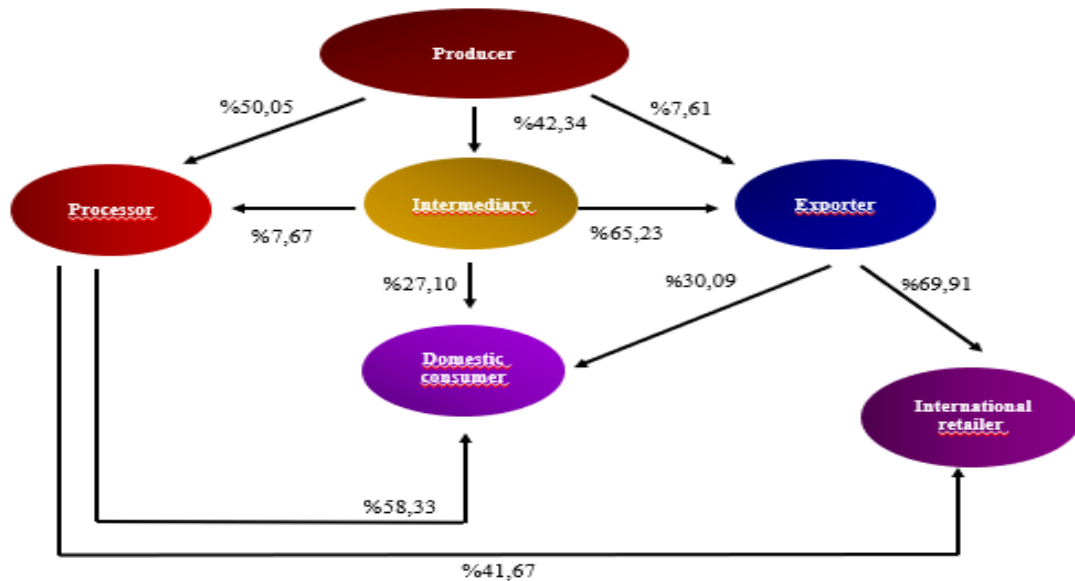 Producer
%50,05
%42,34
%7,61
Processor
Intermediary
Exporter
%7,67
%65,23
%27,10
%30,09
%69,91
Domestic
consumer
International
retailer
%58,33
%41,67